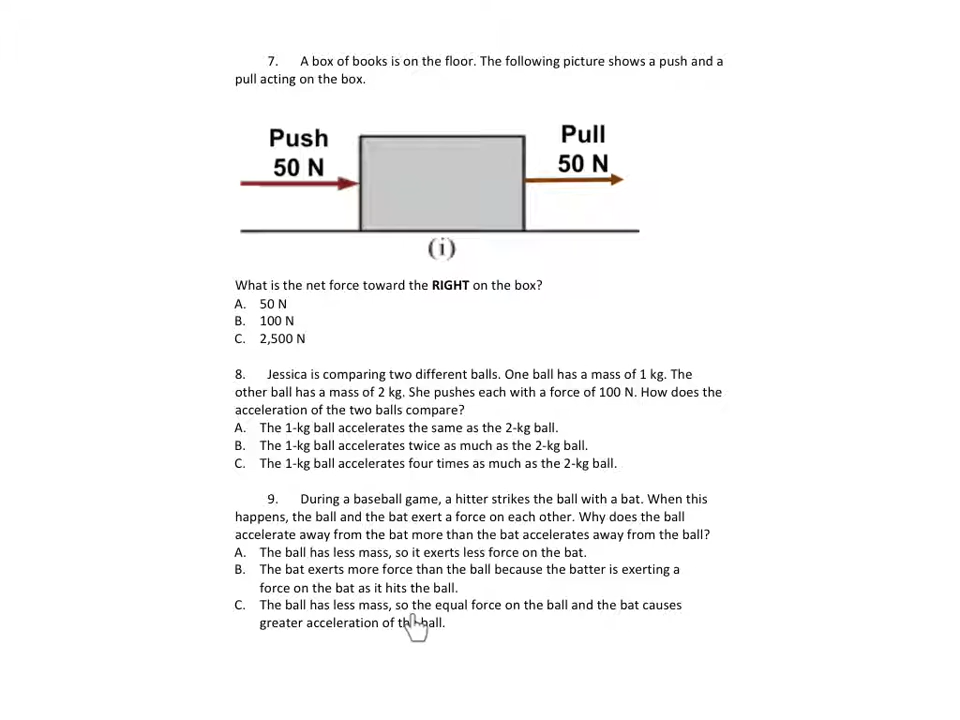 7. A box of books is on the floor. The following picture shows a push and a
pull acting on the box.
Push
50 N
Pull
50 N
(i)
What is the net force toward the RIGHT on the box?
A. 50 N
B. 100 N
C. 2,500 N
8. Jessica is comparing two different balls. One ball has a mass of 1 kg. The
other ball has a mass of 2 kg. She pushes each with a force of 100 N. How does the
acceleration of the two balls compare?
A. The 1-kg ball accelerates the same as the 2-kg ball.
B. The 1-kg ball accelerates twice as much as the 2-kg ball.
C. The 1-kg ball accelerates four times as much as the 2-kg ball.
9. During a baseball game, a hitter strikes the ball with a bat. When this
happens, the ball and the bat exert a force on each other. Why does the ball
accelerate away from the bat more than the bat accelerates away from the ball?
A. The ball has less mass, so it exerts less force on the bat.
B. The bat exerts more force than the ball because the batter is exerting a
force on the bat as it hits the ball.
C. The ball has less mass, so the equal force on the ball and the bat causes
greater acceleration of the ball.